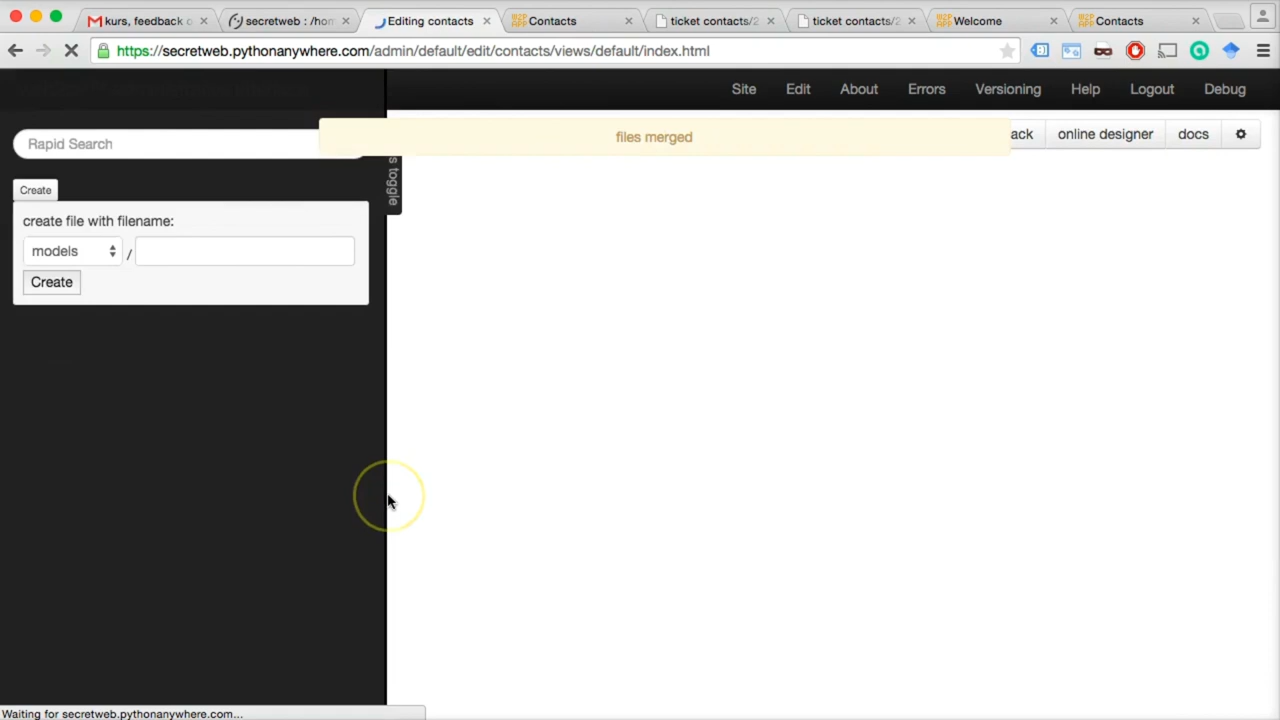 kurs, feedback o
secretweb : /hon
Editing contacts
Contacts
ticket contacts/2
ticket contacts/2
Welcome
Contacts
https://secretweb.pythonanywhere.com/admin/default/edit/contacts/views/default/index.html
Site Edit About Errors Versioning Help Logout Debug
files merged
ack online designer docs
Rapid Search
s toggle
Create
create file with filename:
models /
Create
Waiting for secretweb.pythonanywhere.com...